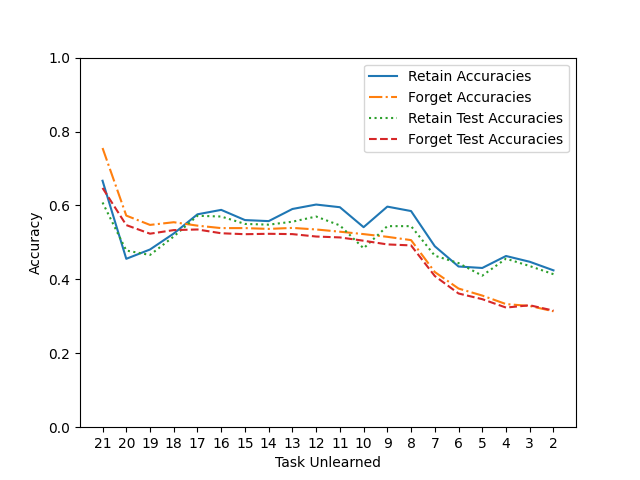 1.0
0.8
0.6
0.4
0.2
0.0
Accuracy
Retain Accuracies
Forget Accuracies
Retain Test Accuracies
Forget Test Accuracies
21 20 19 18 17 16 15 14 13 12 11 10 9 8 7 6 5 4 3 2
Task Unlearned